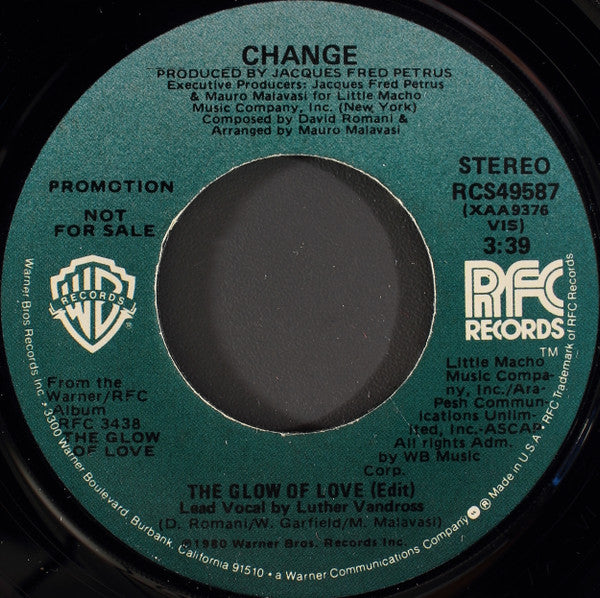 CHANGE
PRODUCED BY JACQUES FRED PETRUS
Executive Producers: Jacques Fred Petrus
& Mauro Malavasi for Little Macho
Music Company, Inc. (New York)
Composed by David Romani &
Arranged by Mauro Malavasi
PROMOTION
NOT
FOR SALE
STEREO
RCS49587
(XAA9376
VIS)
3:39
WB
RECORDS
®
RFC
RECORDS
TM
From the
Warner/RFC
Album
RFC 3438
THE GLOW
OF LOVE
Little Macho
Music Compa-
ny, Inc./Ara-
Pesh Commun-
ications Unlim-
ited, Inc.-ASCAP
All rights Adm.
by WB Music
Corp.
THE GLOW OF LOVE (Edit)
Lead Vocal by Luther Vandross
(D. Romani/W. Garfield/M. Malavasi)
©1980 Warner Bros. Records Inc.
Warner Bros Records Inc. • 3300 Warner Boulevard, Burbank, California 91510 • a Warner Communications Company ® Made in U.S.A. RFC Trademark of RFC Records